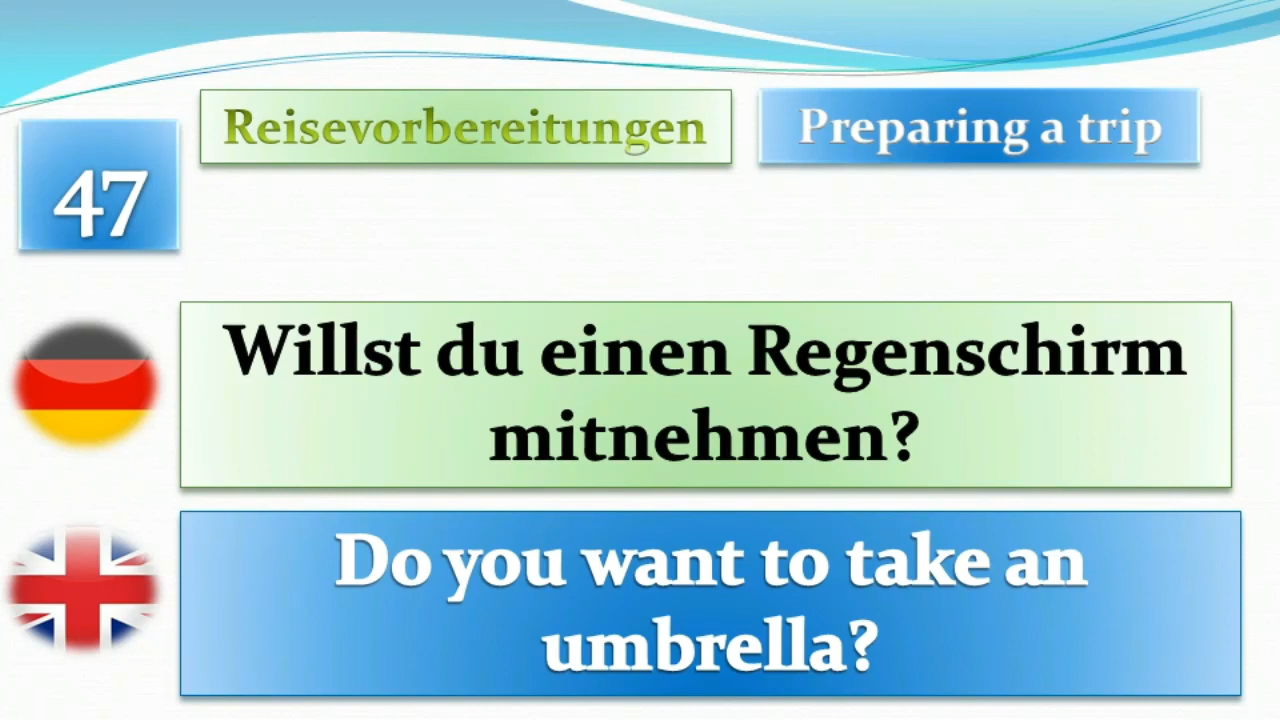 Reisevorbereitungen
Preparing a trip
47
Willst du einen Regenschirm
mitnehmen?
Do you want to take an
umbrella?